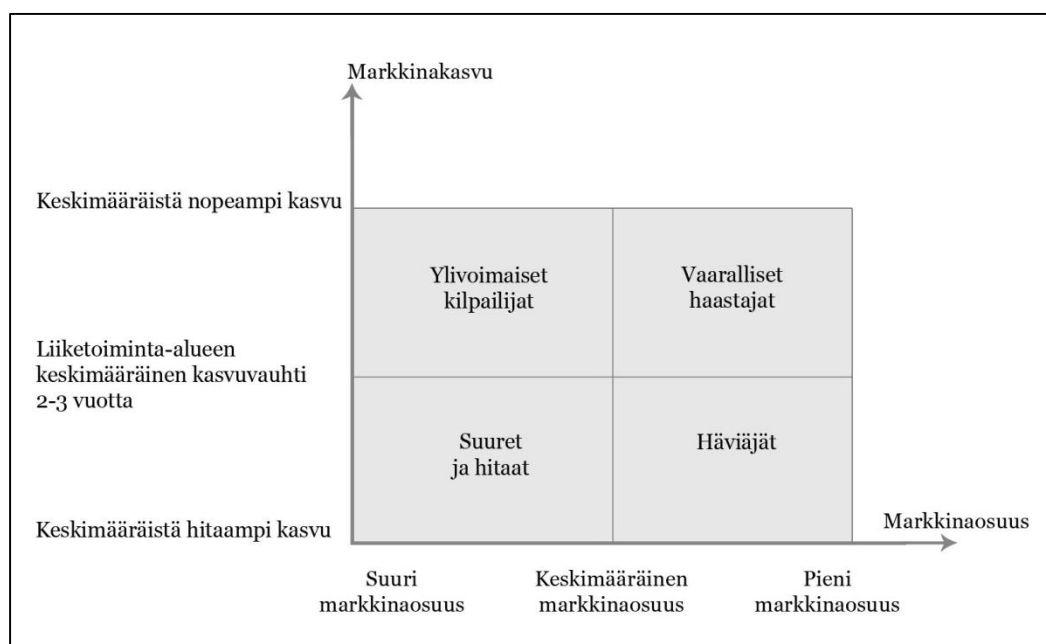 Markkinakasvu
Keskimääräistä nopeampi kasvu
Ylivoimaiset
kilpailijat
Vaaralliset
haastajat
Liiketoiminta-alueen
keskimääräinen kasvuvauhti
2-3 vuotta
Suuret
ja hitaat
Häviäjät
Keskimääräistä hitaampi kasvu
Markkinaosuus
Suuri
markkinaosuus
Keskimääräinen
markkinaosuus
Pieni
markkinaosuus